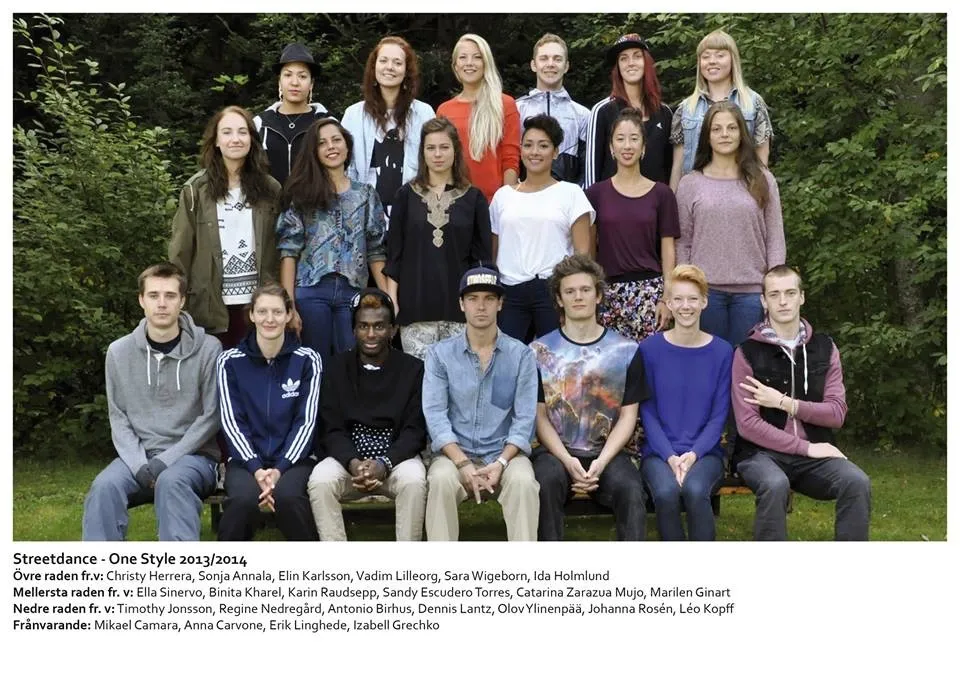 adidas
Streetdance - One Style 2013/2014
Övre raden fr.v: Christy Herrera, Sonja Annala, Elin Karlsson, Vadim Lilleorg, Sara Wigeborn, Ida Holmlund
Mellersta raden fr. v: Ella Sinervo, Binita Kharel, Karin Raudsepp, Sandy Escudero Torres, Catarina Zarazua Mujo, Marilen Ginart
Nedre raden fr. v: Timothy Jonsson, Regine Nedregård, Antonio Birhus, Dennis Lantz, Olov Ylinenpää, Johanna Rosén, Léo Kopff
Frånvarande: Mikael Camara, Anna Carvone, Erik Linghede, Izabell Grechko